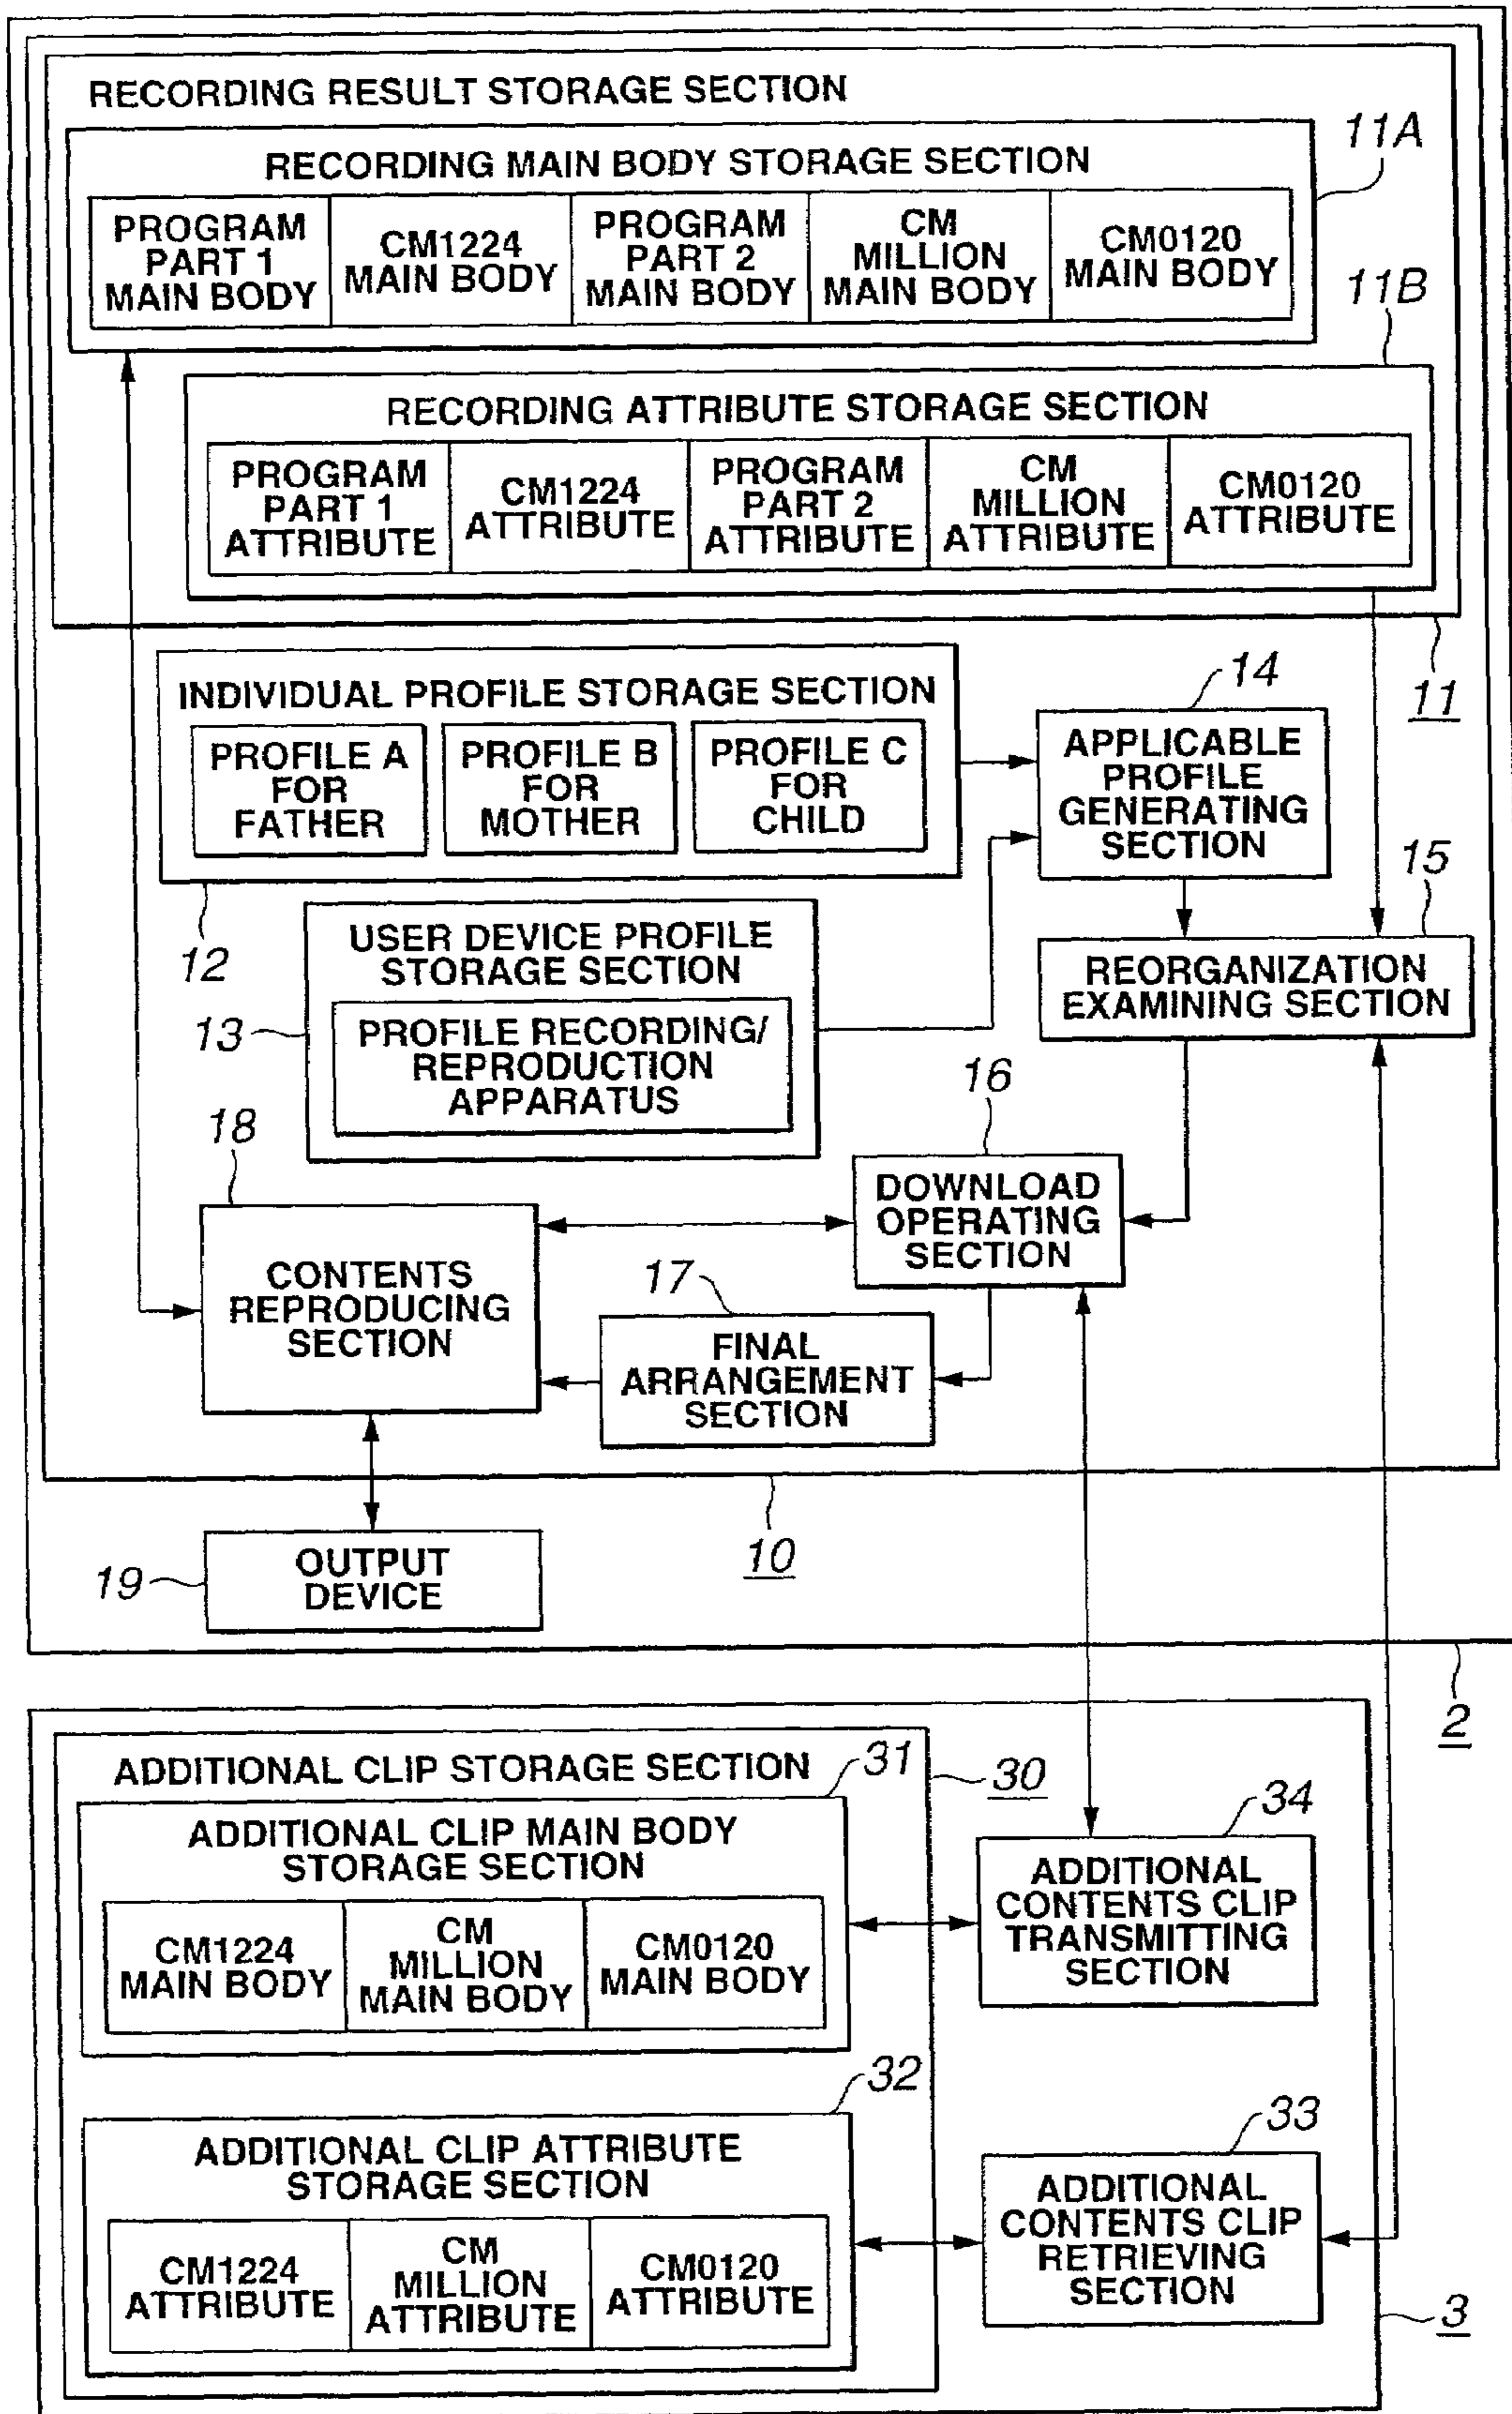 RECORDING RESULT STORAGE SECTION
RECORDING MAIN BODY STORAGE SECTION
11A
PROGRAM
PART 1
MAIN BODY
CM1224
MAIN BODY
PROGRAM
PART 2
MAIN BODY
CM
MILLION
MAIN BODY
CM0120
MAIN BODY
11B
RECORDING ATTRIBUTE STORAGE SECTION
PROGRAM
PART 1
ATTRIBUTE
CM1224
ATTRIBUTE
PROGRAM
PART 2
ATTRIBUTE
CM
MILLION
ATTRIBUTE
CM0120
ATTRIBUTE
11
INDIVIDUAL PROFILE STORAGE SECTION
PROFILE A
FOR
FATHER
PROFILE B
FOR
MOTHER
PROFILE C
FOR
CHILD
12
14
APPLICABLE
PROFILE
GENERATING
SECTION
15
REORGANIZATION
EXAMINING SECTION
USER DEVICE PROFILE
STORAGE SECTION
13
PROFILE RECORDING/
REPRODUCTION
APPARATUS
16
DOWNLOAD
OPERATING
SECTION
18
CONTENTS
REPRODUCING
SECTION
17
FINAL
ARRANGEMENT
SECTION
10
19
OUTPUT
DEVICE
2
ADDITIONAL CLIP STORAGE SECTION
30
31
ADDITIONAL CLIP MAIN BODY
STORAGE SECTION
CM1224
MAIN BODY
CM
MILLION
MAIN BODY
CM0120
MAIN BODY
34
ADDITIONAL
CONTENTS CLIP
TRANSMITTING
SECTION
32
ADDITIONAL CLIP ATTRIBUTE
STORAGE SECTION
CM1224
ATTRIBUTE
CM
MILLION
ATTRIBUTE
CM0120
ATTRIBUTE
33
ADDITIONAL
CONTENTS CLIP
RETRIEVING
SECTION
3